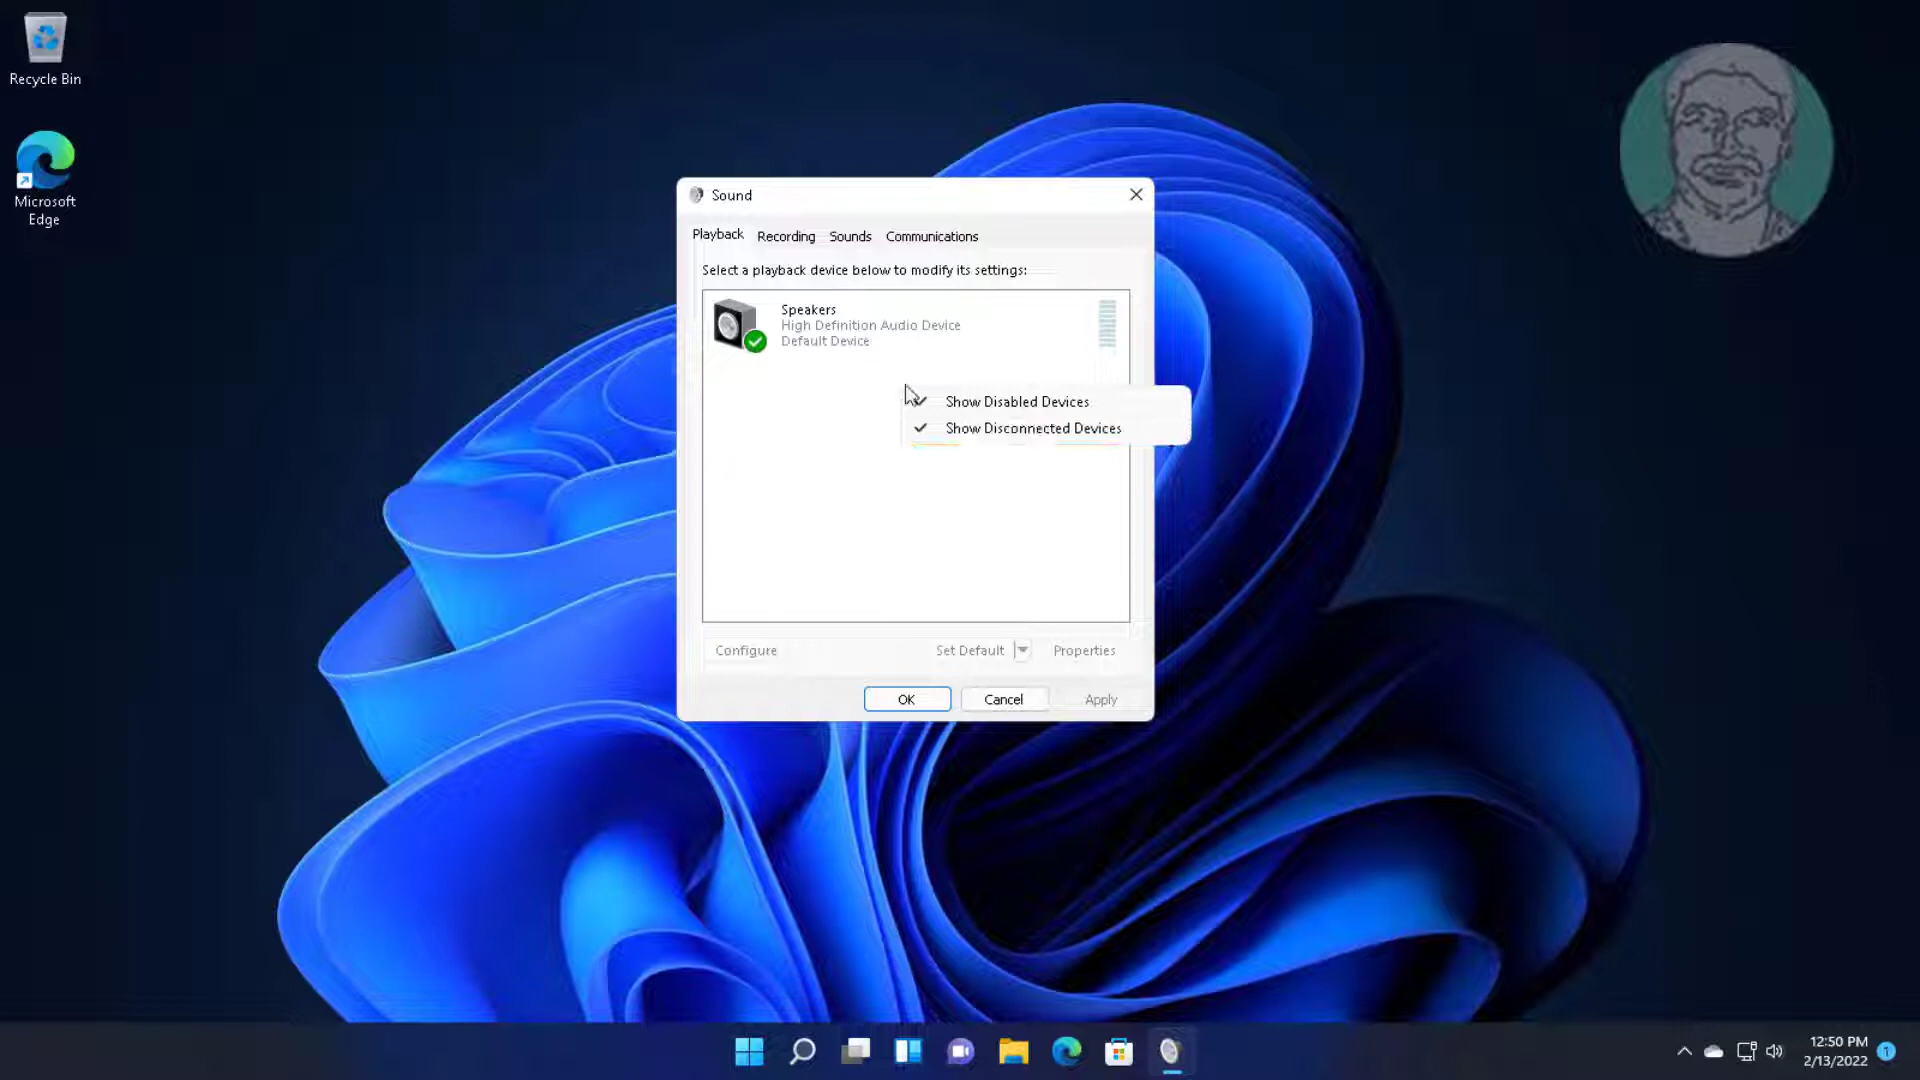 Recycle Bin
Microsoft
Edge
Sound
Playback Recording Sounds Communications
Select a playback device below to modify its settings:
Speakers
High Definition Audio Device
Default Device
Show Disabled Devices
Show Disconnected Devices
Configure Set Default Properties
OK Cancel Apply
12:50 PM
2/13/2022
1